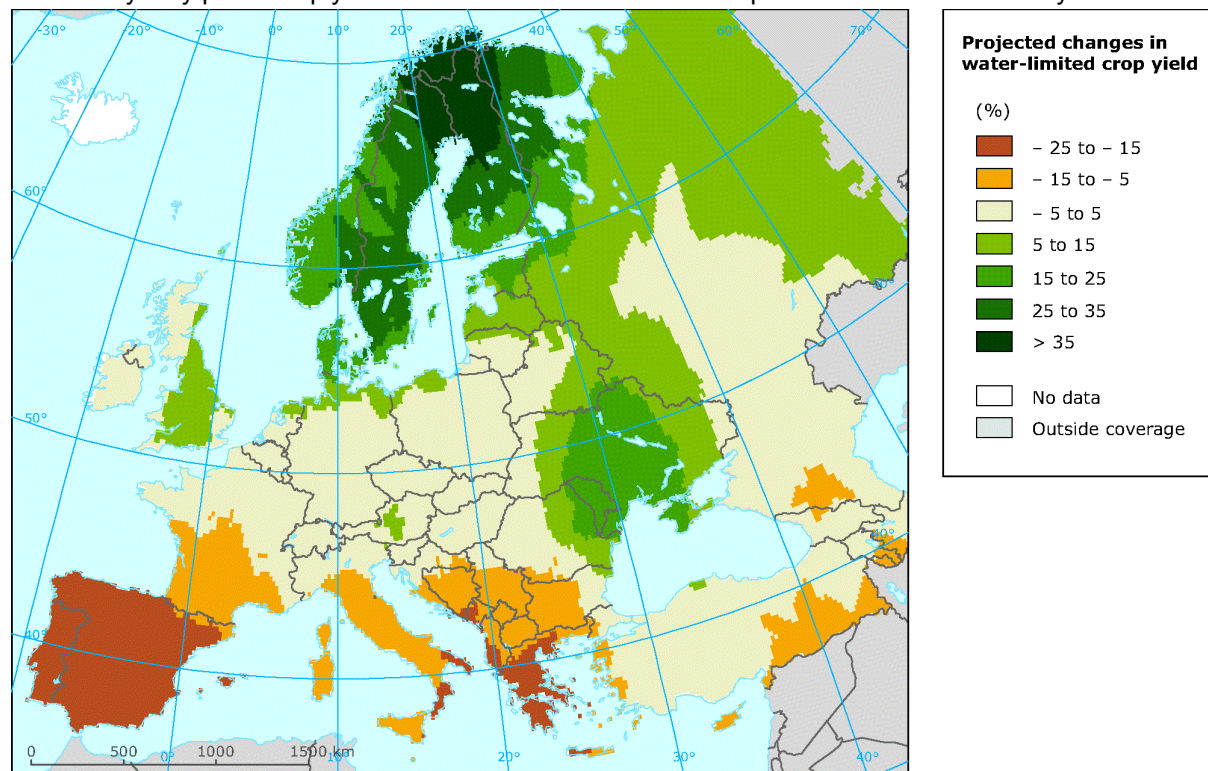 -30° -20° -10° 0° 10° 20° 30° 40° 50° 60° 70°
60°
50°
50°
40°
40°
0° 10° 20° 30° 40°
0 500 1000 1500 km
Projected changes in
water-limited crop yield
(%)
– 25 to – 15
– 15 to – 5
– 5 to 5
5 to 15
15 to 25
25 to 35
> 35
No data
Outside coverage